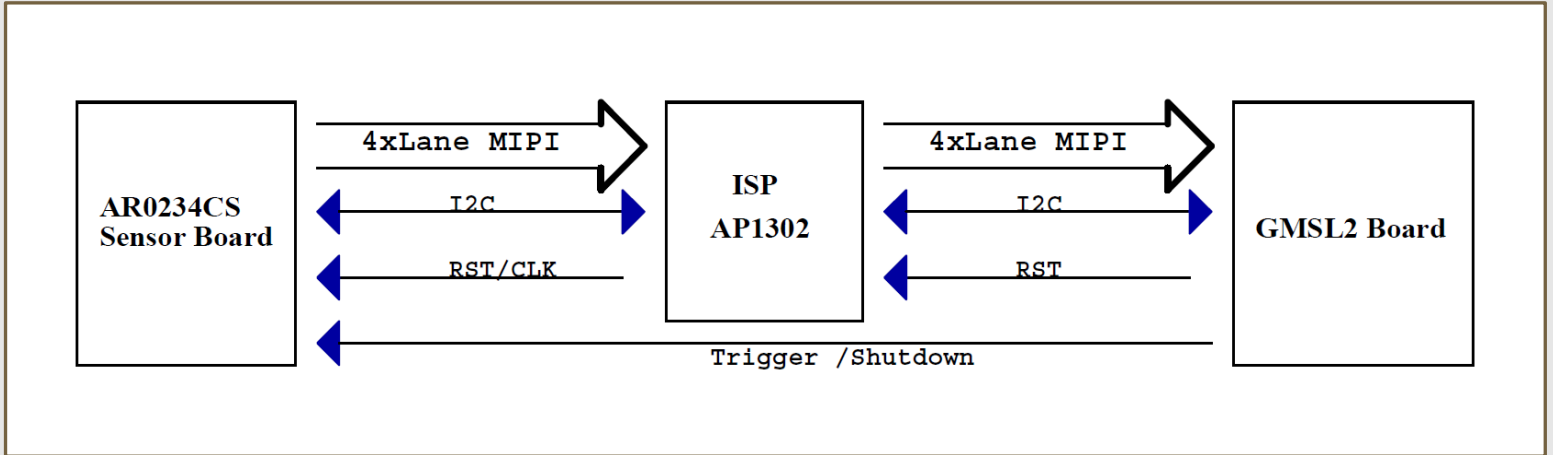 4xLane MIPI
4xLane MIPI
AR0234CS
Sensor Board
I2C
RST/CLK
ISP
AP1302
I2C
RST
GMSL2 Board
Trigger /Shutdown